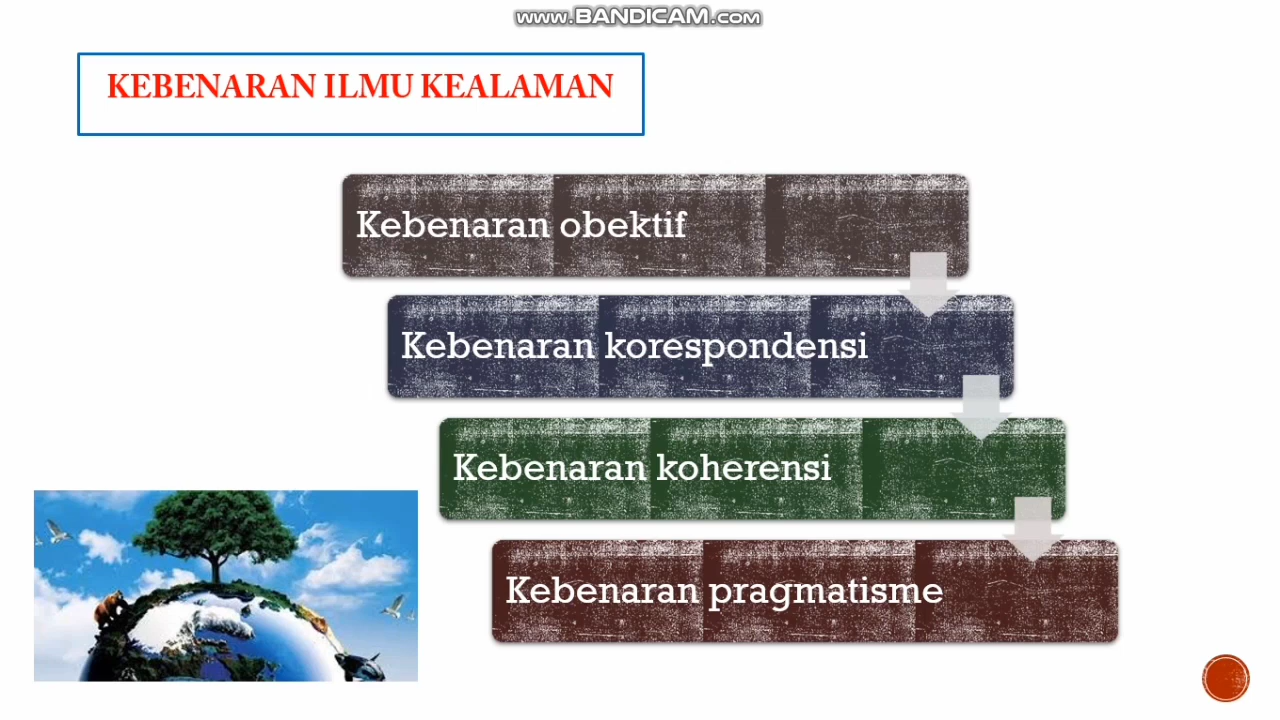 www.BANDICAM.com
KEBENARAN ILMU KEALAMAN
Kebenaran obektif
Kebenaran korespondensi
Kebenaran koherensi
Kebenaran pragmatisme